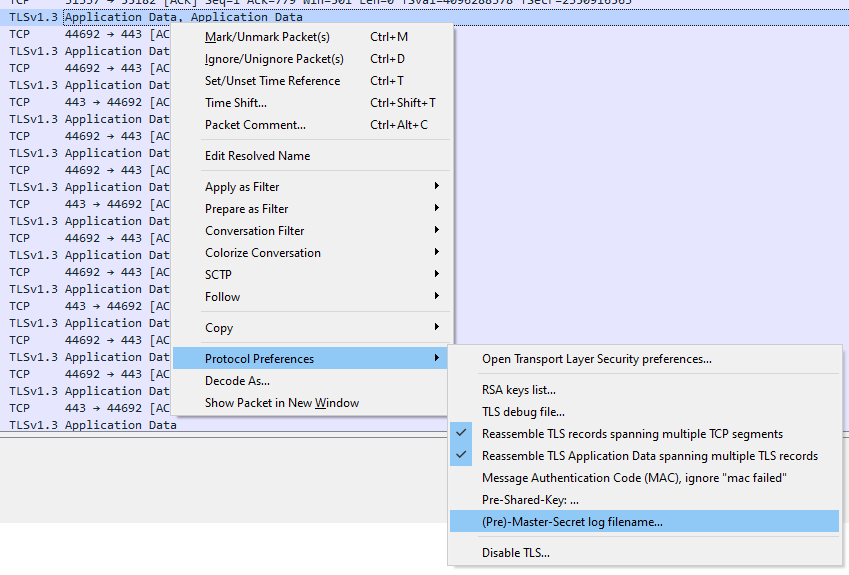 TCP 51557 → 55182 [ACK] Seq=1 Ack=779 Win=501 Len=0 TSval=4096288578 TSecr=2550916565
TLSv1.3 Application Data, Application Data
TCP 44692 → 443 [AC
TLSv1.3 Application Dat
TCP 44692 → 443 [AC
TLSv1.3 Application Dat
TCP 443 → 44692 [AC
TLSv1.3 Application Dat
TCP 44692 → 443 [AC
TLSv1.3 Application Dat
TCP 44692 → 443 [AC
TLSv1.3 Application Dat
TCP 443 → 44692 [AC
TLSv1.3 Application Dat
TCP 44692 → 443 [AC
TLSv1.3 Application Dat
TCP 44692 → 443 [AC
TLSv1.3 Application Dat
TCP 443 → 44692 [AC
TLSv1.3 Application Dat
TCP 44692 → 443 [AC
TLSv1.3 Application Dat
TCP 44692 → 443 [AC
TLSv1.3 Application Dat
TCP 443 → 44692 [AC
TLSv1.3 Application Data
Mark/Unmark Packet(s) Ctrl+M
Ignore/Unignore Packet(s) Ctrl+D
Set/Unset Time Reference Ctrl+T
Time Shift... Ctrl+Shift+T
Packet Comment... Ctrl+Alt+C
Edit Resolved Name
Apply as Filter
Prepare as Filter
Conversation Filter
Colorize Conversation
SCTP
Follow
Copy
Protocol Preferences
Decode As...
Show Packet in New Window
Open Transport Layer Security preferences...
RSA keys list...
TLS debug file...
Reassemble TLS records spanning multiple TCP segments
Reassemble TLS Application Data spanning multiple TLS records
Message Authentication Code (MAC), ignore "mac failed"
Pre-Shared-Key: ...
(Pre)-Master-Secret log filename...
Disable TLS...